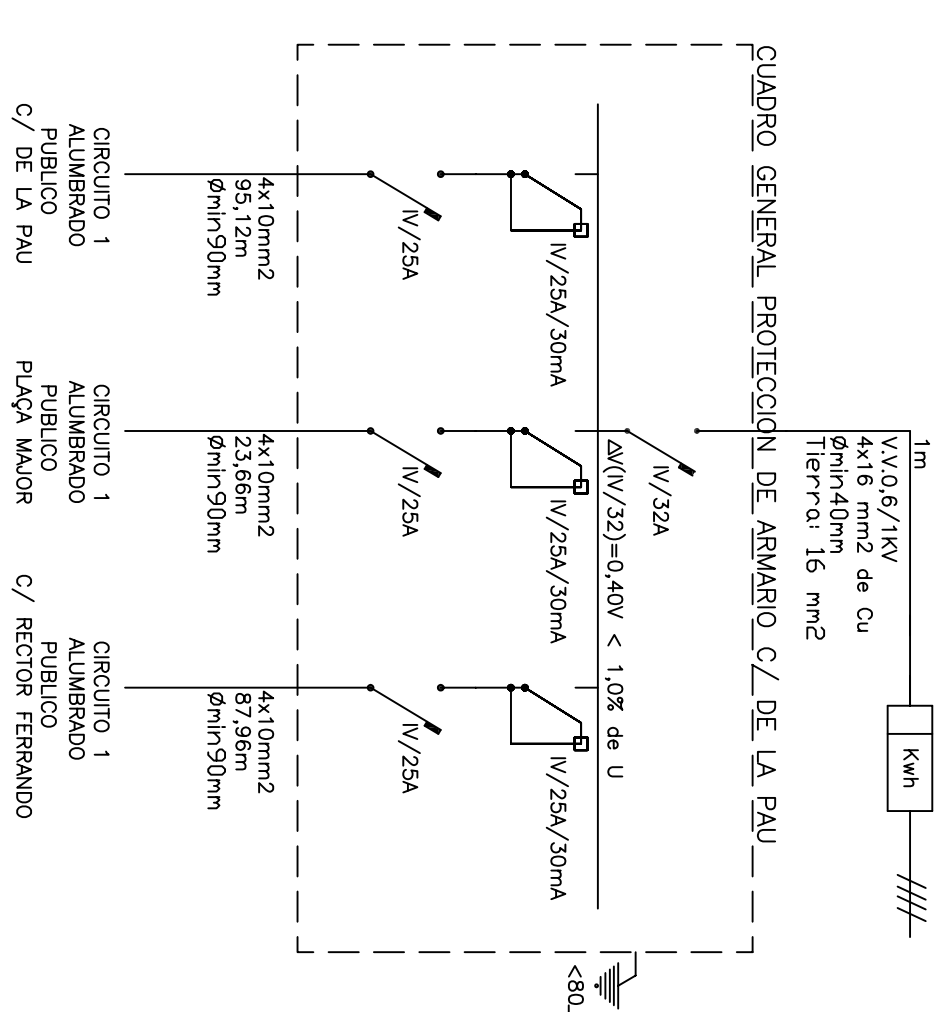 1m
V.V.0,6/1KV
4x16 mm2 de Cu
Ømin40mm
Tierra: 16 mm2
Kwh
CUADRO GENERAL PROTECCION DE ARMARIO C/ DE LA PAU
IV/32A
ΔV(IV/32)=0,40V < 1,0% de U
<80
IV/25A/30mA
IV/25A
4x10mm2
95,12m
Ømin90mm
CIRCUITO 1
ALUMBRADO
PUBLICO
C/ DE LA PAU
IV/25A/30mA
IV/25A
4x10mm2
23,66m
Ømin90mm
CIRCUITO 1
ALUMBRADO
PUBLICO
PLAÇA MAJOR
IV/25A/30mA
IV/25A
4x10mm2
87,96m
Ømin90mm
CIRCUITO 1
ALUMBRADO
PUBLICO
C/ RECTOR FERRANDO